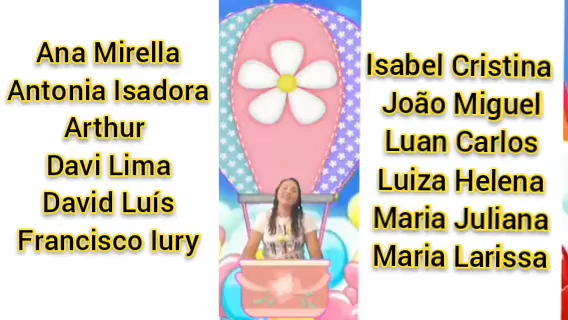 Ana Mirella
Antonia Isadora
Arthur
Davi Lima
David Luís
Francisco Iury
Isabel Cristina
João Miguel
Luan Carlos
Luiza Helena
Maria Juliana
Maria Larissa